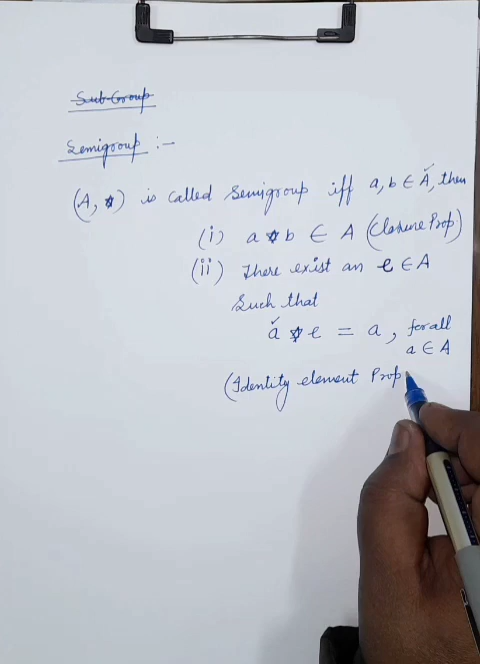 Sub Group
Semigroup :-
(A, *) is called Semigroup iff a, b ∈ A, then
(i) a * b ∈ A (Closure Prop)
(ii) There exist an e ∈ A
Such that
a * e = a, for all
a ∈ A
(Identity element Prop